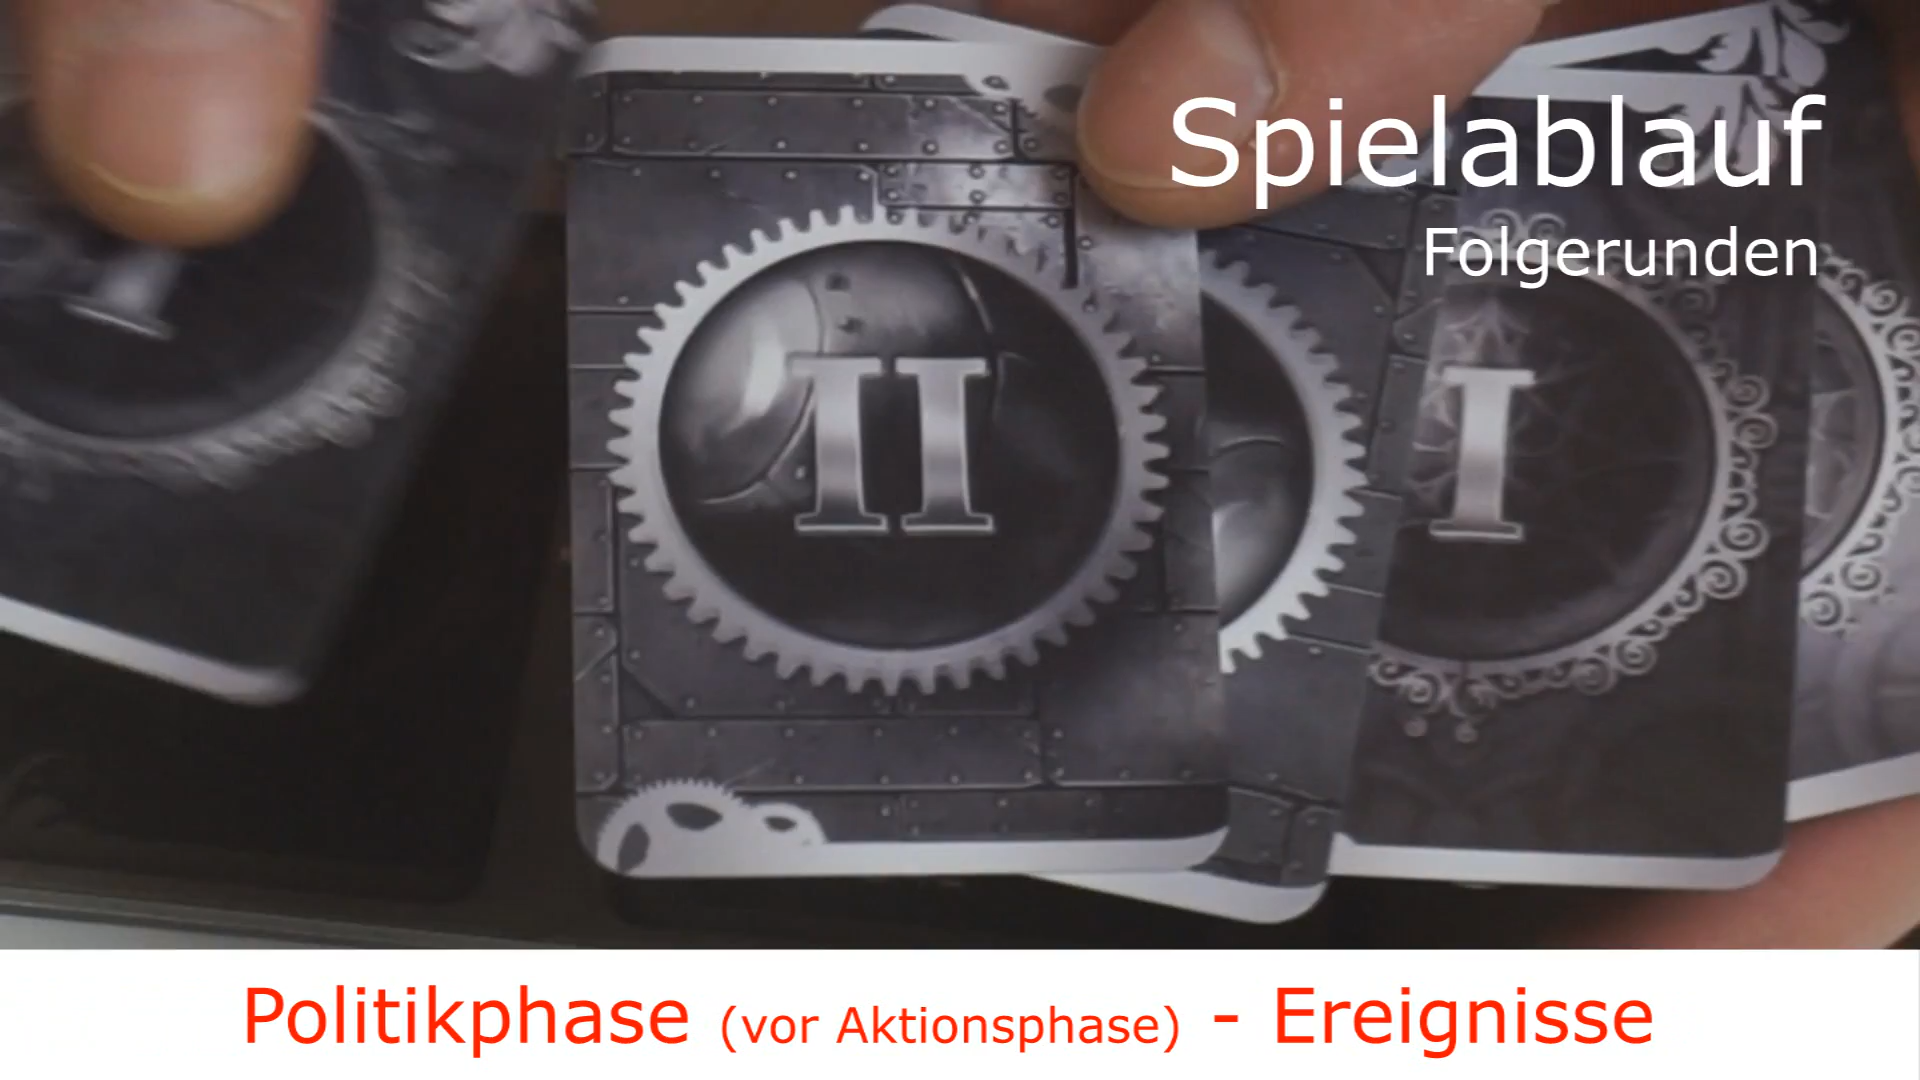 Spielablauf
Folgerunden
I
II
I
Politikphase (vor Aktionsphase) - Ereignisse